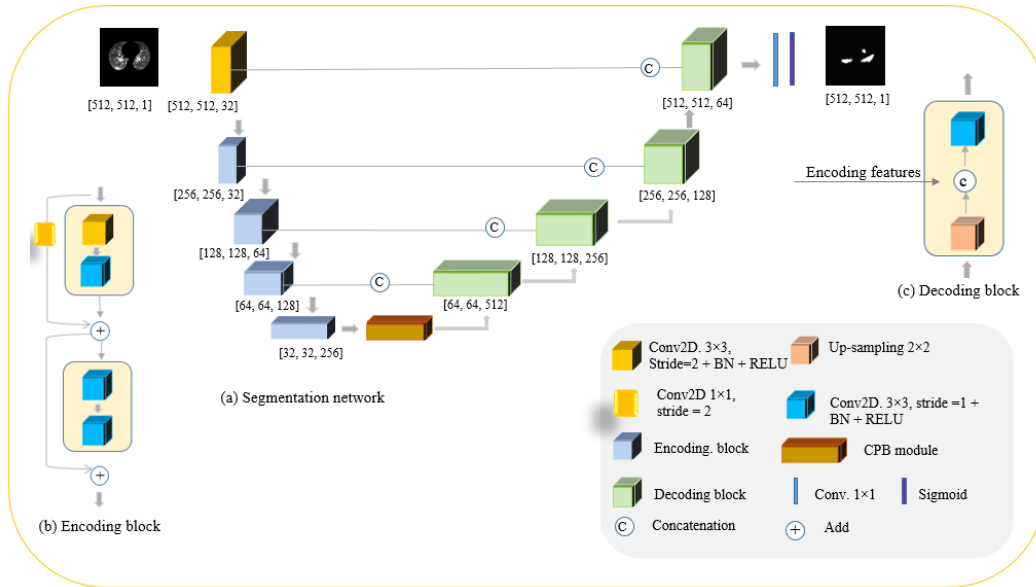 [512, 512, 1]
[512, 512, 32]
C
[512, 512, 64]
[512, 512, 1]
[256, 256, 32]
C
[256, 256, 128]
[128, 128, 64]
C
[128, 128, 256]
[64, 64, 128]
C
[64, 64, 512]
[32, 32, 256]
(a) Segmentation network
+
+
(b) Encoding block
Encoding features
c
(c) Decoding block
Conv2D. 3×3,
Stride=2 + BN + RELU
Up-sampling 2×2
Conv2D 1×1,
stride = 2
Conv2D. 3×3, stride =1 +
BN + RELU
Encoding. block
CPB module
Decoding block
Conv. 1×1
Sigmoid
C
Concatenation
+
Add